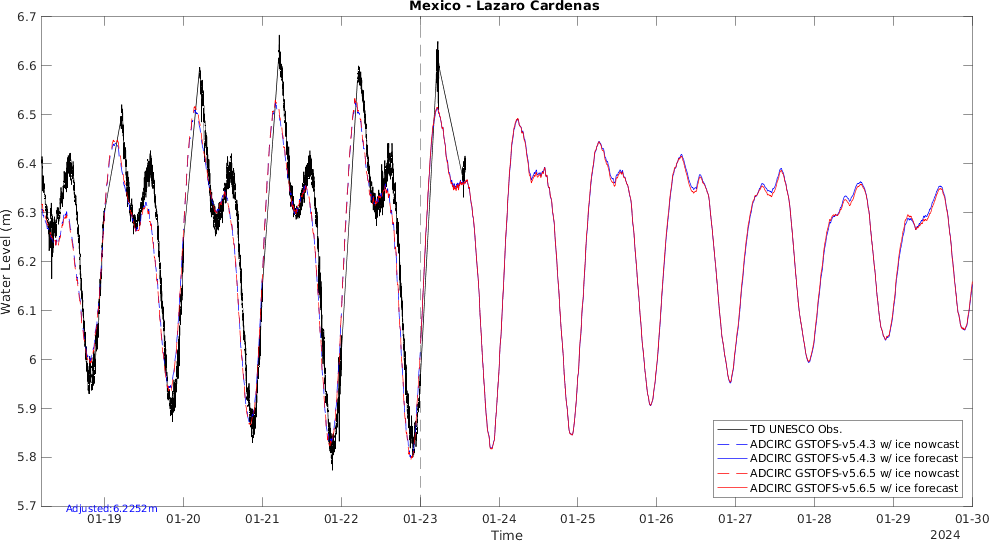 Mexico - Lazaro Cardenas
6.7
6.6
6.5
6.4
6.3
6.2
6.1
6
5.9
5.8
5.7
Water Level (m)
TD UNESCO Obs.
ADCIRC GSTOFS-v5.4.3 w/ ice nowcast
ADCIRC GSTOFS-v5.4.3 w/ ice forecast
ADCIRC GSTOFS-v5.6.5 w/ ice nowcast
ADCIRC GSTOFS-v5.6.5 w/ ice forecast
Adjusted:6.2252m
01-19 01-20 01-21 01-22 01-23 01-24 01-25 01-26 01-27 01-28 01-29 01-30
Time
2024